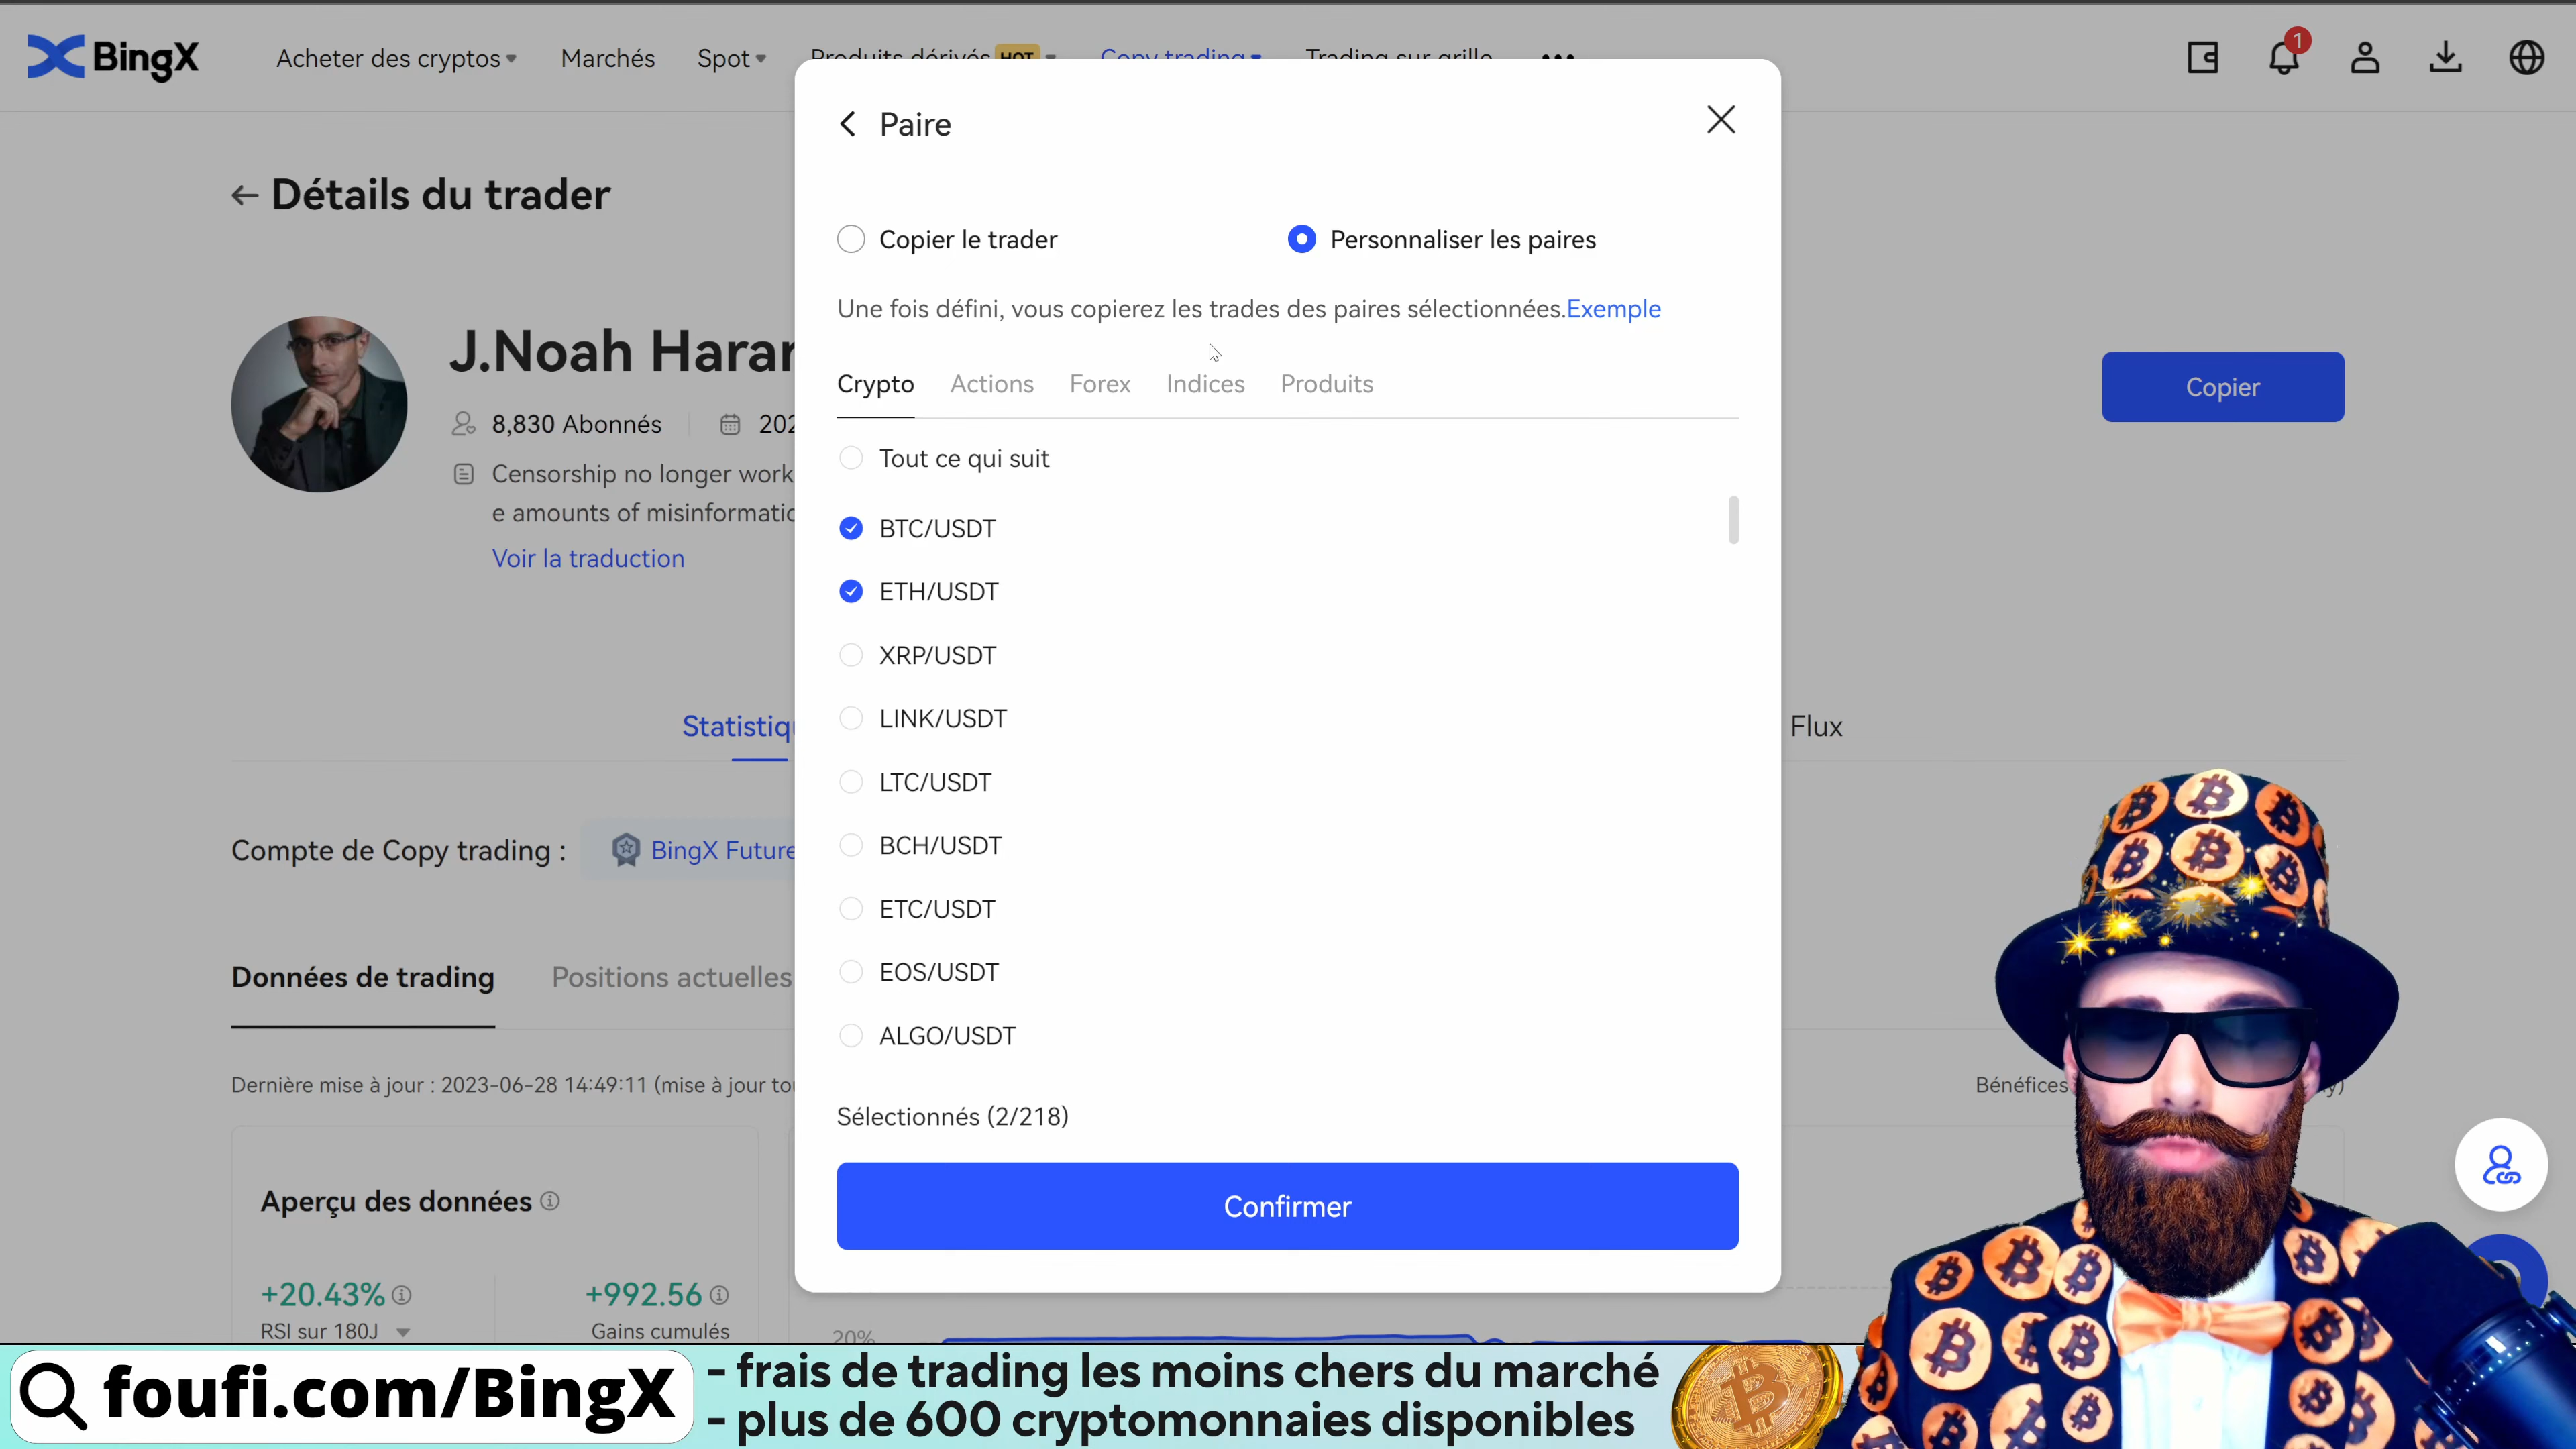 BingX
Acheter des cryptos
Marchés
Spot
Produits dérivés HOT
Copy trading
Trading sur grille
1
Détails du trader
J.Noah Harar
8,830 Abonnés
202
Censorship no longer work
e amounts of misinformatio
Voir la traduction
Copier
Statistiqu
Flux
Compte de Copy trading :
BingX Future
Données de trading
Positions actuelles
Dernière mise à jour : 2023-06-28 14:49:11 (mise à jour tou
Bénéfices
y)
Aperçu des données
+20.43%
RSI sur 180J
+992.56
Gains cumulés
20%
Paire
Copier le trader
Personnaliser les paires
Une fois défini, vous copierez les trades des paires sélectionnées.Exemple
Crypto
Actions
Forex
Indices
Produits
Tout ce qui suit
BTC/USDT
ETH/USDT
XRP/USDT
LINK/USDT
LTC/USDT
BCH/USDT
ETC/USDT
EOS/USDT
ALGO/USDT
Sélectionnés (2/218)
Confirmer
foufi.com/BingX
- frais de trading les moins chers du marché
- plus de 600 cryptomonnaies disponibles